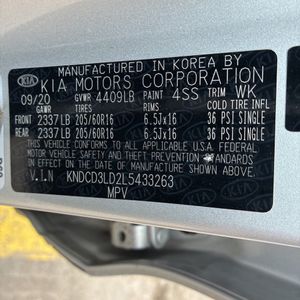 MANUFACTURED IN KOREA BY
KIA KIA MOTORS CORPORATION
09/20 GVWR 4409LB PAINT 4SS TRIM WK
GAWR TIRES RIMS COLD TIRE INFL
FRONT 2337LB 205/60R16 6.5Jx16 36 PSI SINGLE
REAR 2337LB 205/60R16 6.5Jx16 36 PSI SINGLE
THIS VEHICLE CONFORMS TO ALL APPLICABLE U.S.A. FEDERAL
MOTOR VEHICLE SAFETY AND THEFT PREVENTION STANDARDS
IN EFFECT ON THE DATE OF MANUFACTURE SHOWN ABOVE.
V.I.N KNDCD3LD2L5433263
MPV